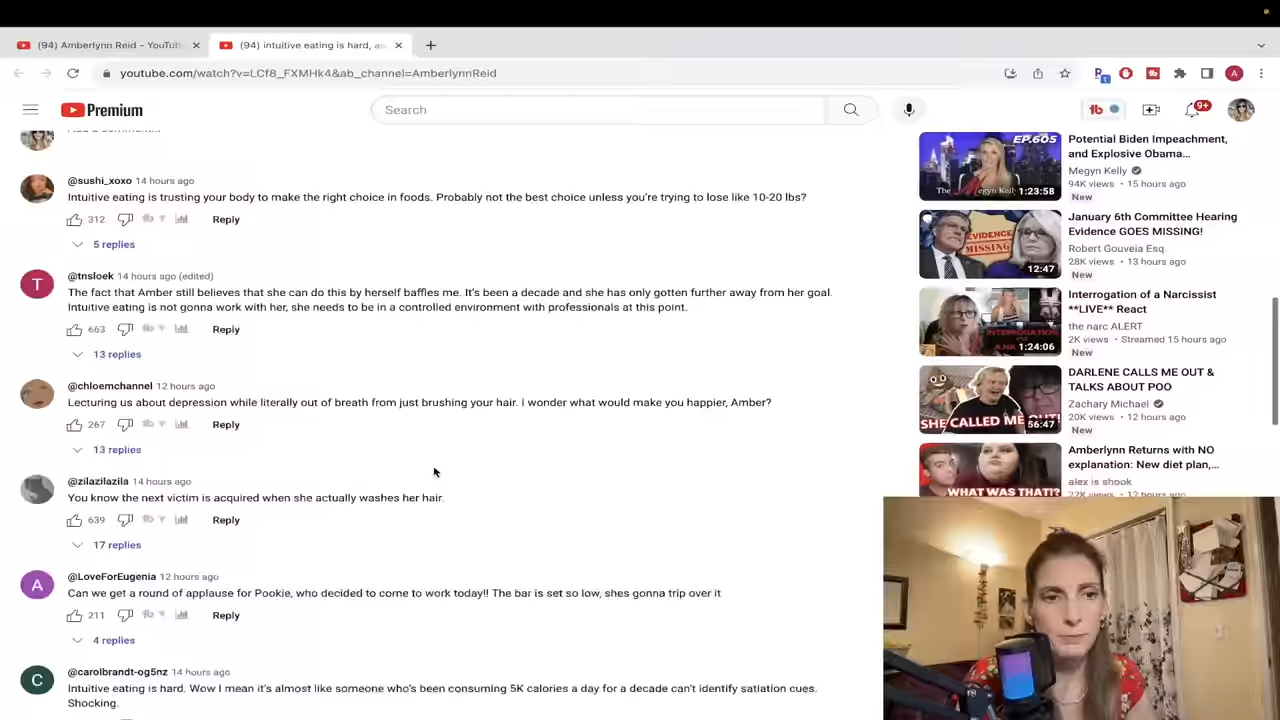 (94) Amberlynn Reid - YouTub
(94) intuitive eating is hard, a
youtube.com/watch?v=LCf8_FXMHk4&ab_channel=AmberlynnReid
Premium
Search
9+
A
@sushi_xoxo 14 hours ago
Intuitive eating is trusting your body to make the right choice in foods. Probably not the best choice unless you're trying to lose like 10-20 lbs?
312 Reply
5 replies
T
@tnsloek 14 hours ago (edited)
The fact that Amber still believes that she can do this by herself baffles me. It's been a decade and she has only gotten further away from her goal.
Intuitive eating is not gonna work with her, she needs to be in a controlled environment with professionals at this point.
663 Reply
13 replies
@chloemchannel 12 hours ago
Lecturing us about depression while literally out of breath from just brushing your hair. i wonder what would make you happier, Amber?
267 Reply
13 replies
@zilazilazila 14 hours ago
You know the next victim is acquired when she actually washes her hair.
639 Reply
17 replies
A
@LoveForEugenia 12 hours ago
Can we get a round of applause for Pookie, who decided to come to work today!! The bar is set so low, shes gonna trip over it
211 Reply
4 replies
C
@carolbrandt-og5nz 14 hours ago
Intuitive eating is hard. Wow I mean it's almost like someone who's been consuming 5K calories a day for a decade can't identify satiation cues.
Shocking.
EP.605
1:23:58
Potential Biden Impeachment,
and Explosive Obama...
Megyn Kelly
94K views • 15 hours ago
New
EVIDENCE
MISSING
12:47
January 6th Committee Hearing
Evidence GOES MISSING!
Robert Gouveia Esq.
28K views • 13 hours ago
New
1:24:06
Interrogation of a Narcissist
**LIVE** React
the narc ALERT
2K views • Streamed 15 hours ago
New
SHE CALLED ME OUT!
56:47
DARLENE CALLS ME OUT &
TALKS ABOUT POO
Zachary Michael
20K views • 12 hours ago
New
WHAT WAS THAT!?
Amberlynn Returns with NO
explanation: New diet plan,...
alex is shook
22K views • 12 hours ago